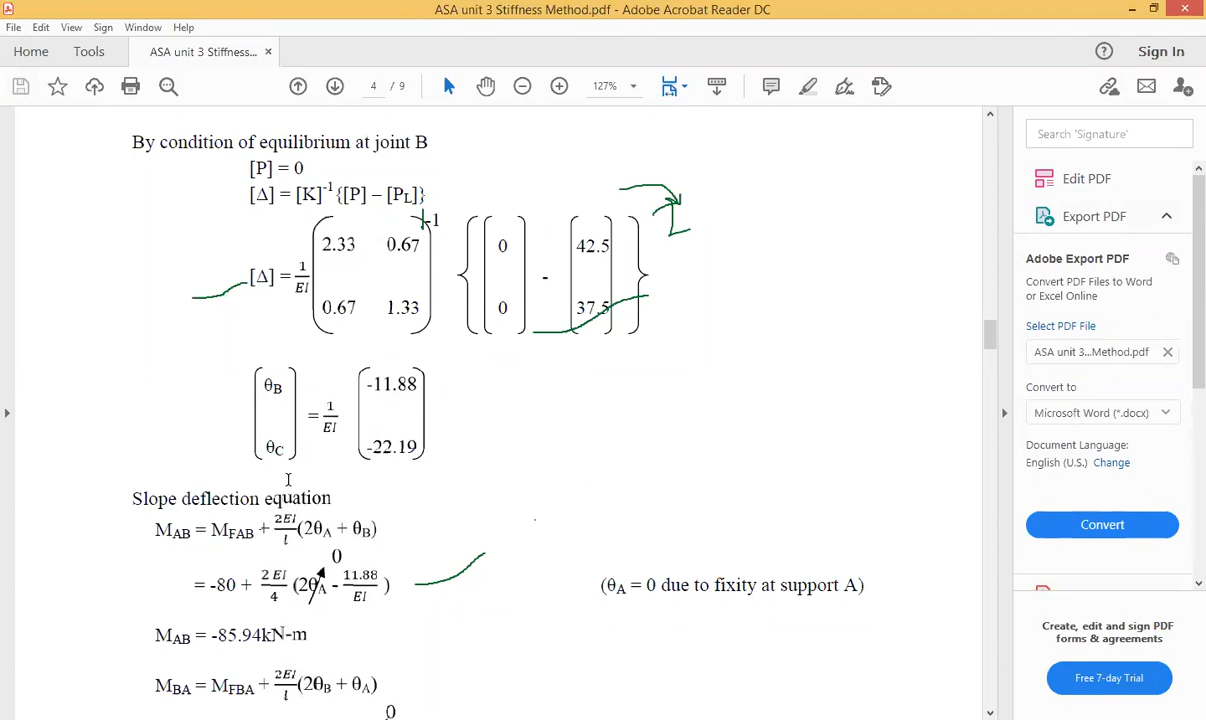 ASA unit 3 Stiffness Method.pdf - Adobe Acrobat Reader DC
File Edit View Sign Window Help
Home Tools ASA unit 3 Stiffness... × Sign In
4 / 9 127%
By condition of equilibrium at joint B
[P] = 0
[Δ] = [K]-1{[P] – [PL]}
-1
2.33 0.67 0 42.5
[Δ] = 1/EI -
0.67 1.33 0 37.5
θB -11.88
= 1/EI
θC -22.19
Slope deflection equation
MAB = MFAB + 2EI/l (2θA + θB)
0
= -80 + 2 EI/4 (2θA - 11.88/EI ) (θA = 0 due to fixity at support A)
MAB = -85.94kN-m
MBA = MFBA + 2EI/l (2θB + θA)
0
Search 'Signature'
Edit PDF
Export PDF
Adobe Export PDF
Convert PDF Files to Word
or Excel Online
Select PDF File
ASA unit 3...Method.pdf ×
Convert to
Microsoft Word (*.docx)
Document Language:
English (U.S.) Change
Convert
Create, edit and sign PDF
forms & agreements
Free 7-day Trial